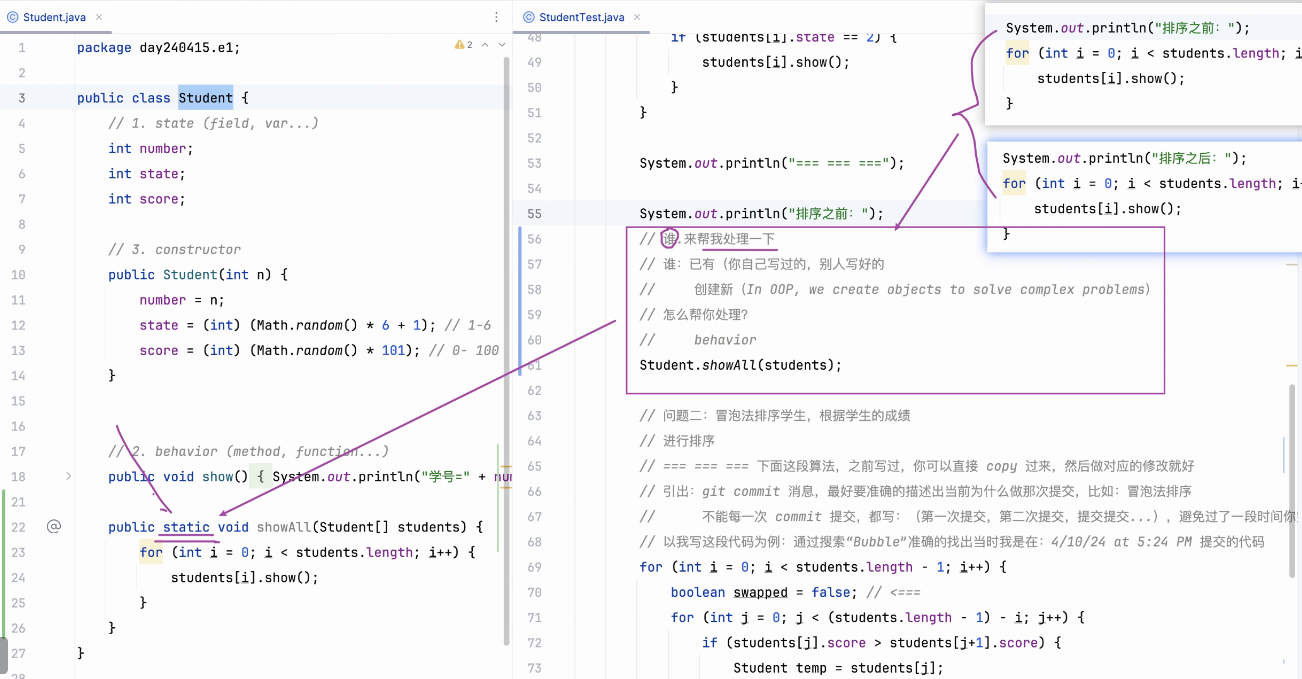 Student.java
1 package day240415.e1;
2
2
3 public class Student {
4 // 1. state (field, var...)
5 int number;
6 int state;
7 int score;
8
9 // 3. constructor
10 public Student(int n) {
11 number = n;
12 state = (int) (Math.random() * 6 + 1); // 1-6
13 score = (int) (Math.random() * 101); // 0- 100
14 }
15
16
17 // 2. behavior (method, function...)
18 public void show() { System.out.println("学号=" + num
21
22 @ public static void showAll(Student[] students) {
23 for (int i = 0; i < students.length; i++) {
24 students[i].show();
25 }
26 }
27 }
28
StudentTest.java
48 if (students[i].state == 2) {
49 students[i].show();
50 }
51 }
52
53 System.out.println("=== === ===");
54
55 System.out.println("排序之前：");
56 // 谁.来帮我处理一下
57 // 谁：已有（你自己写过的，别人写好的
58 // 创建新（In OOP, we create objects to solve complex problems）
59 // 怎么帮你处理？
60 // behavior
61 Student.showAll(students);
62
63 // 问题二：冒泡法排序学生，根据学生的成绩
64 // 进行排序
65 // === === === 下面这段算法，之前写过，你可以直接 copy 过来，然后做对应的修改就好
66 // 引出：git commit 消息，最好要准确的描述出当前为什么做那次提交，比如：冒泡法排序
67 // 不能每一次 commit 提交，都写：（第一次提交，第二次提交，提交提交...），避免过了一段时间你
68 // 以我写这段代码为例：通过搜索“Bubble”准确的找出当时我是在：4/10/24 at 5:24 PM 提交的代码
69 for (int i = 0; i < students.length - 1; i++) {
70 boolean swapped = false; // <===
71 for (int j = 0; j < (students.length - 1) - i; j++) {
72 if (students[j].score > students[j+1].score) {
73 Student temp = students[j];
System.out.println("排序之前：");
for (int i = 0; i < students.length; i
students[i].show();
}
System.out.println("排序之后：");
for (int i = 0; i < students.length; i+
students[i].show();
}